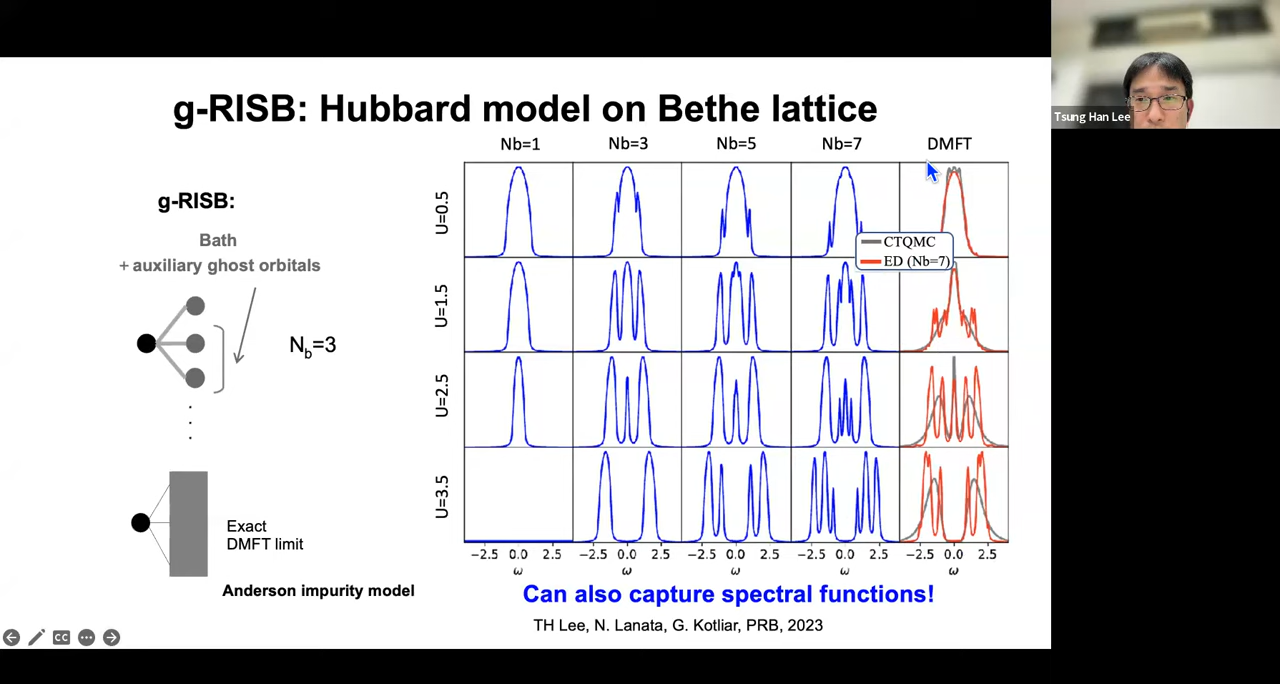 Tsung Han Lee
g-RISB: Hubbard model on Bethe lattice
g-RISB:
Bath
+ auxiliary ghost orbitals
Nb=3
.
.
.
Exact
DMFT limit
Anderson impurity model
Nb=1 Nb=3 Nb=5 Nb=7 DMFT
U=0.5
CTQMC
ED (Nb=7)
U=1.5
U=2.5
U=3.5
−2.5 0.0 2.5 −2.5 0.0 2.5 −2.5 0.0 2.5 −2.5 0.0 2.5 −2.5 0.0 2.5
ω ω ω ω ω
Can also capture spectral functions!
TH Lee, N. Lanata, G. Kotliar, PRB, 2023
CC